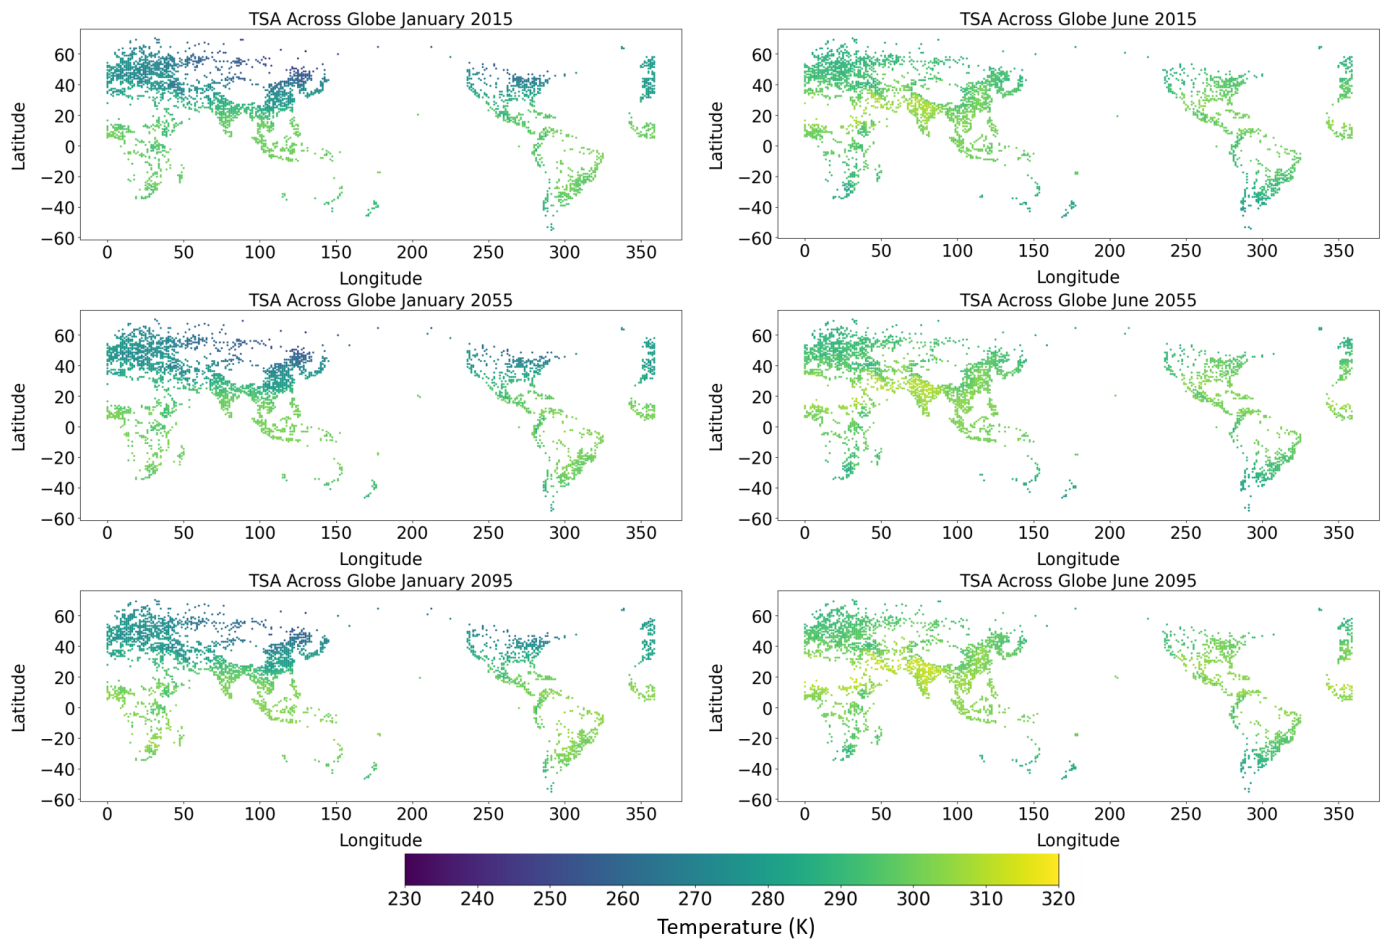 TSA Across Globe January 2015
Latitude
60
40
20
0
−20
−40
−60
0 50 100 150 200 250 300 350
Longitude
TSA Across Globe June 2015
Latitude
60
40
20
0
−20
−40
−60
0 50 100 150 200 250 300 350
Longitude
TSA Across Globe January 2055
Latitude
60
40
20
0
−20
−40
−60
0 50 100 150 200 250 300 350
Longitude
TSA Across Globe June 2055
Latitude
60
40
20
0
−20
−40
−60
0 50 100 150 200 250 300 350
Longitude
TSA Across Globe January 2095
Latitude
60
40
20
0
−20
−40
−60
0 50 100 150 200 250 300 350
Longitude
TSA Across Globe June 2095
Latitude
60
40
20
0
−20
−40
−60
0 50 100 150 200 250 300 350
Longitude
230 240 250 260 270 280 290 300 310 320
Temperature (K)